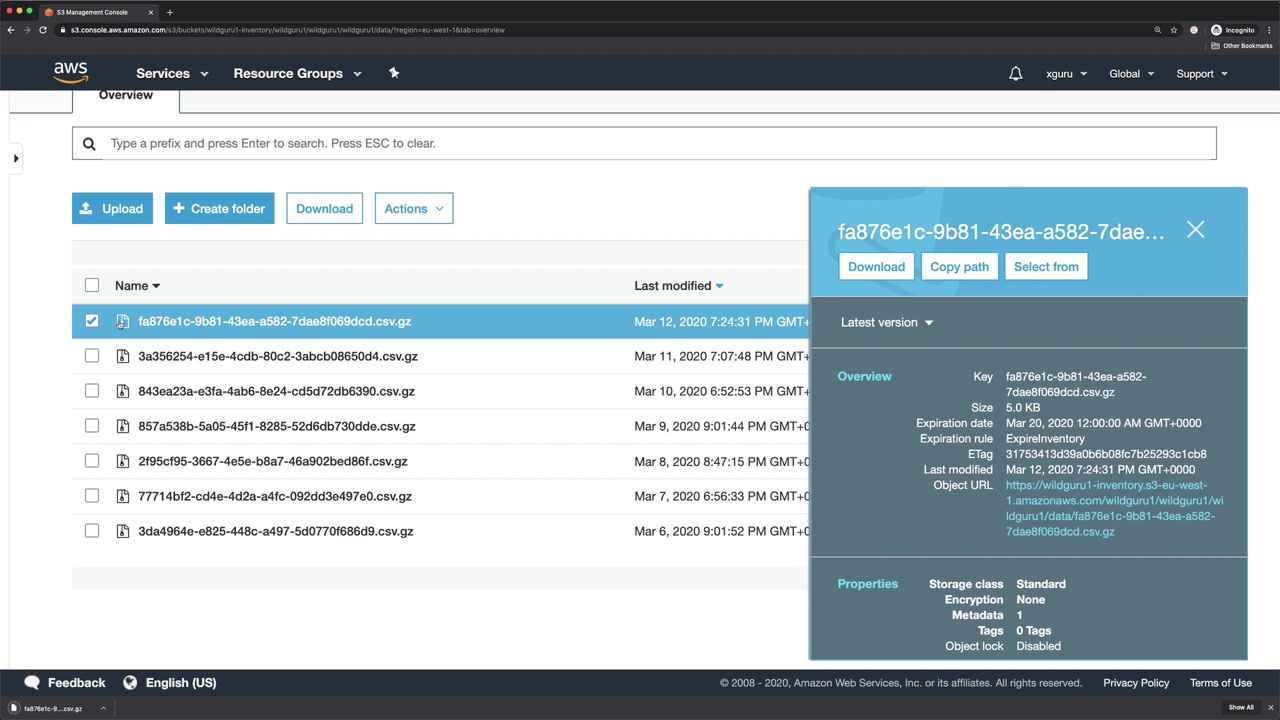 S3 Management Console
s3.console.aws.amazon.com/s3/buckets/wildguru1-inventory/wildguru1/wildguru1/wildguru1/data/?region=eu-west-1&tab=overview
Incognito
Other Bookmarks
aws
Services
Resource Groups
xguru
Global
Support
Overview
Type a prefix and press Enter to search. Press ESC to clear.
Upload
+ Create folder
Download
Actions
Name
Last modified
fa876e1c-9b81-43ea-a582-7dae8f069dcd.csv.gz
Mar 12, 2020 7:24:31 PM GMT+
3a356254-e15e-4cdb-80c2-3abcb08650d4.csv.gz
Mar 11, 2020 7:07:48 PM GMT+
843ea23a-e3fa-4ab6-8e24-cd5d72db6390.csv.gz
Mar 10, 2020 6:52:53 PM GMT+
857a538b-5a05-45f1-8285-52d6db730dde.csv.gz
Mar 9, 2020 9:01:44 PM GMT+0
2f95cf95-3667-4e5e-b8a7-46a902bed86f.csv.gz
Mar 8, 2020 8:47:15 PM GMT+0
77714bf2-cd4e-4d2a-a4fc-092dd3e497e0.csv.gz
Mar 7, 2020 6:56:33 PM GMT+0
3da4964e-e825-448c-a497-5d0770f686d9.csv.gz
Mar 6, 2020 9:01:52 PM GMT+0
fa876e1c-9b81-43ea-a582-7dae...
Download
Copy path
Select from
Latest version
Overview
Key fa876e1c-9b81-43ea-a582-
7dae8f069dcd.csv.gz
Size 5.0 KB
Expiration date Mar 20, 2020 12:00:00 AM GMT+0000
Expiration rule ExpireInventory
ETag 31753413d39a0b6b08fc7b25293c1cb8
Last modified Mar 12, 2020 7:24:31 PM GMT+0000
Object URL https://wildguru1-inventory.s3-eu-west-
1.amazonaws.com/wildguru1/wildguru1/wi
ldguru1/data/fa876e1c-9b81-43ea-a582-
7dae8f069dcd.csv.gz
Properties
Storage class Standard
Encryption None
Metadata 1
Tags 0 Tags
Object lock Disabled
Feedback
English (US)
© 2008 - 2020, Amazon Web Services, Inc. or its affiliates. All rights reserved.
Privacy Policy
Terms of Use
fa876e1c-9....csv.gz
Show All